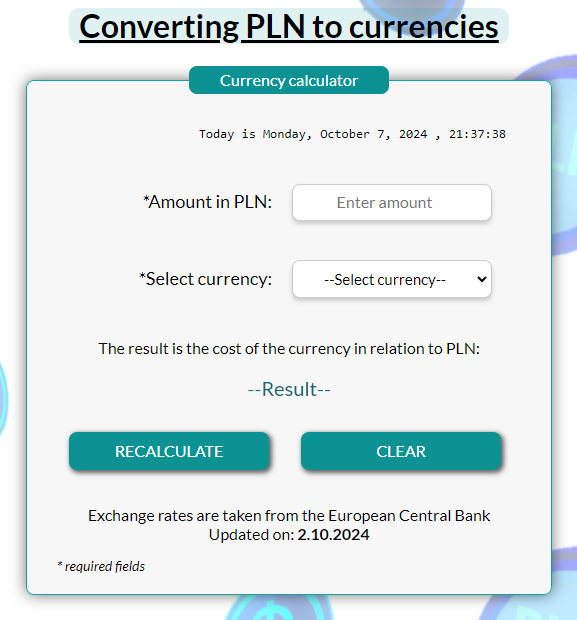 Converting PLN to currencies
Currency calculator
Today is Monday, October 7, 2024 , 21:37:38
*Amount in PLN:
Enter amount
*Select currency:
--Select currency--
The result is the cost of the currency in relation to PLN:
--Result--
RECALCULATE
CLEAR
Exchange rates are taken from the European Central Bank
Updated on: 2.10.2024
* required fields